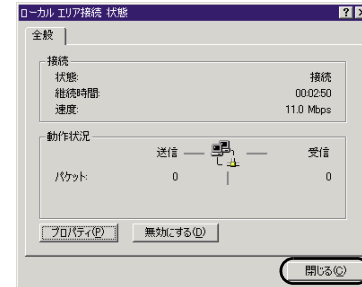 ローカル エリア接続 状態
全般
接続
状態: 接続
継続時間: 00:02:50
速度: 11.0 Mbps
動作状況
送信 受信
パケット: 0 0
プロパティ(P) 無効にする(D)
閉じる(C)